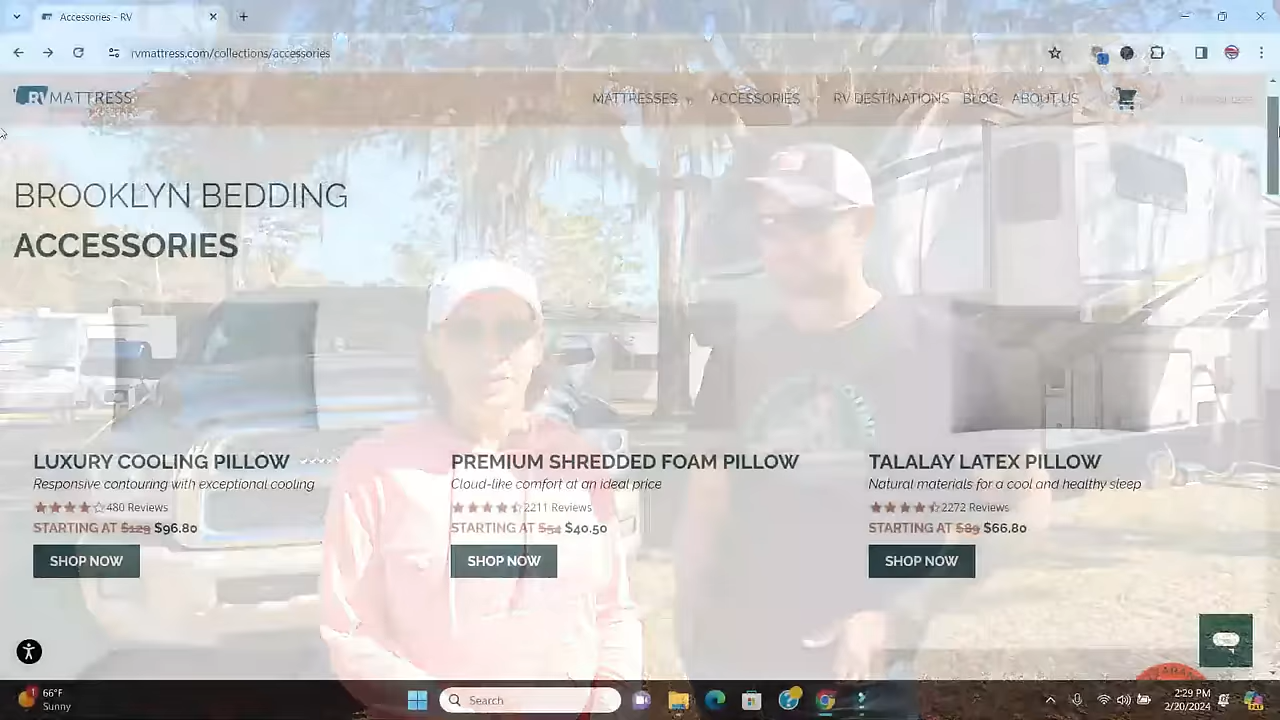 Accessories - RV
rvmattress.com/collections/accessories
RV MATTRESS
MATTRESSES ACCESSORIES RV DESTINATIONS BLOG ABOUT US
BROOKLYN BEDDING
ACCESSORIES
LUXURY COOLING PILLOW
Responsive contouring with exceptional cooling
480 Reviews
STARTING AT $129 $96.80
SHOP NOW
PREMIUM SHREDDED FOAM PILLOW
Cloud-like comfort at an ideal price
2211 Reviews
STARTING AT $54 $40.50
SHOP NOW
TALALAY LATEX PILLOW
Natural materials for a cool and healthy sleep
2272 Reviews
STARTING AT $89 $66.80
SHOP NOW
66°F
Sunny
Search
2:29 PM
2/20/2024